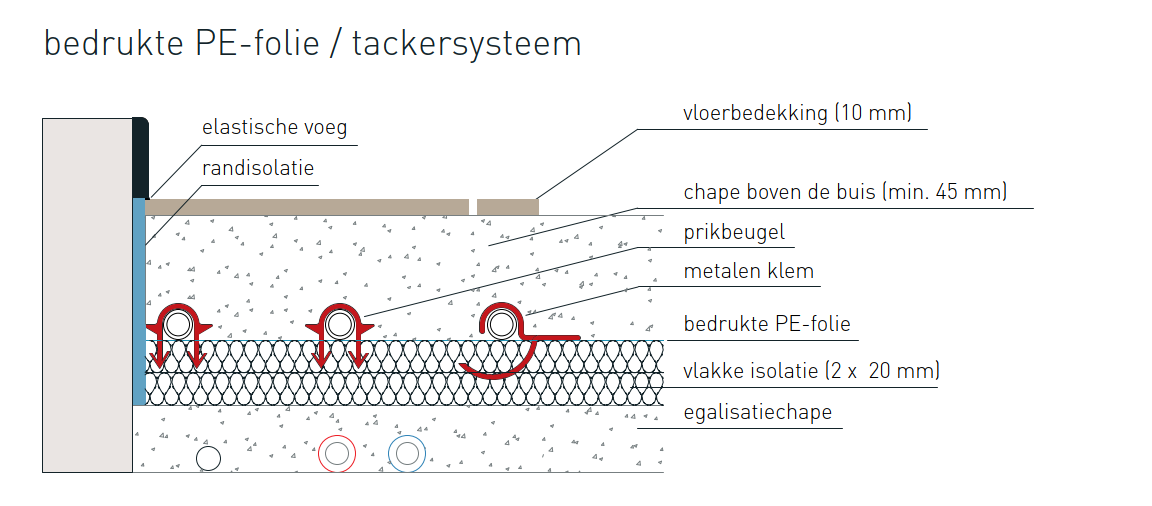 bedrukte PE-folie / tackersysteem
elastische voeg
randisolatie
vloerbedekking (10 mm)
chape boven de buis (min. 45 mm)
prikbeugel
metalen klem
bedrukte PE-folie
vlakke isolatie (2 x 20 mm)
egalisatiechape